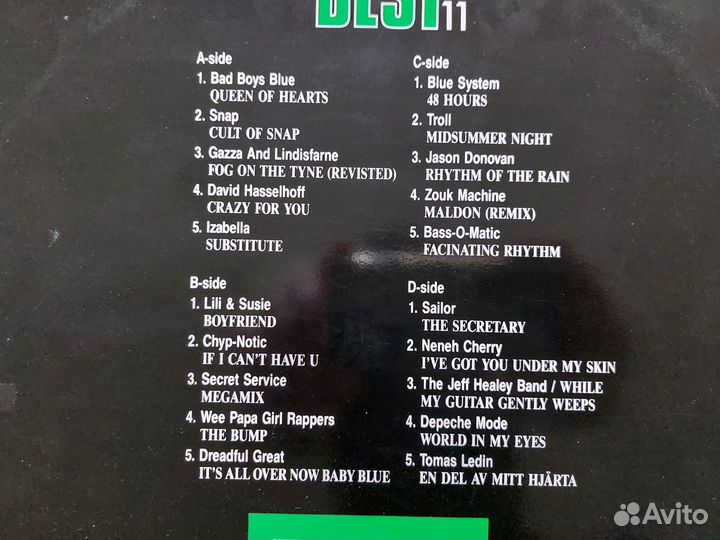 BEST 11
A-side
1. Bad Boys Blue
QUEEN OF HEARTS
2. Snap
CULT OF SNAP
3. Gazza And Lindisfarne
FOG ON THE TYNE (REVISTED)
4. David Hasselhoff
CRAZY FOR YOU
5. Izabella
SUBSTITUTE
B-side
1. Lili & Susie
BOYFRIEND
2. Chyp-Notic
IF I CAN'T HAVE U
3. Secret Service
MEGAMIX
4. Wee Papa Girl Rappers
THE BUMP
5. Dreadful Great
IT'S ALL OVER NOW BABY BLUE
C-side
1. Blue System
48 HOURS
2. Troll
MIDSUMMER NIGHT
3. Jason Donovan
RHYTHM OF THE RAIN
4. Zouk Machine
MALDON (REMIX)
5. Bass-O-Matic
FACINATING RHYTHM
D-side
1. Sailor
THE SECRETARY
2. Neneh Cherry
I'VE GOT YOU UNDER MY SKIN
3. The Jeff Healey Band / WHILE
MY GUITAR GENTLY WEEPS
4. Depeche Mode
WORLD IN MY EYES
5. Tomas Ledin
EN DEL AV MITT HJÄRTA
Avito